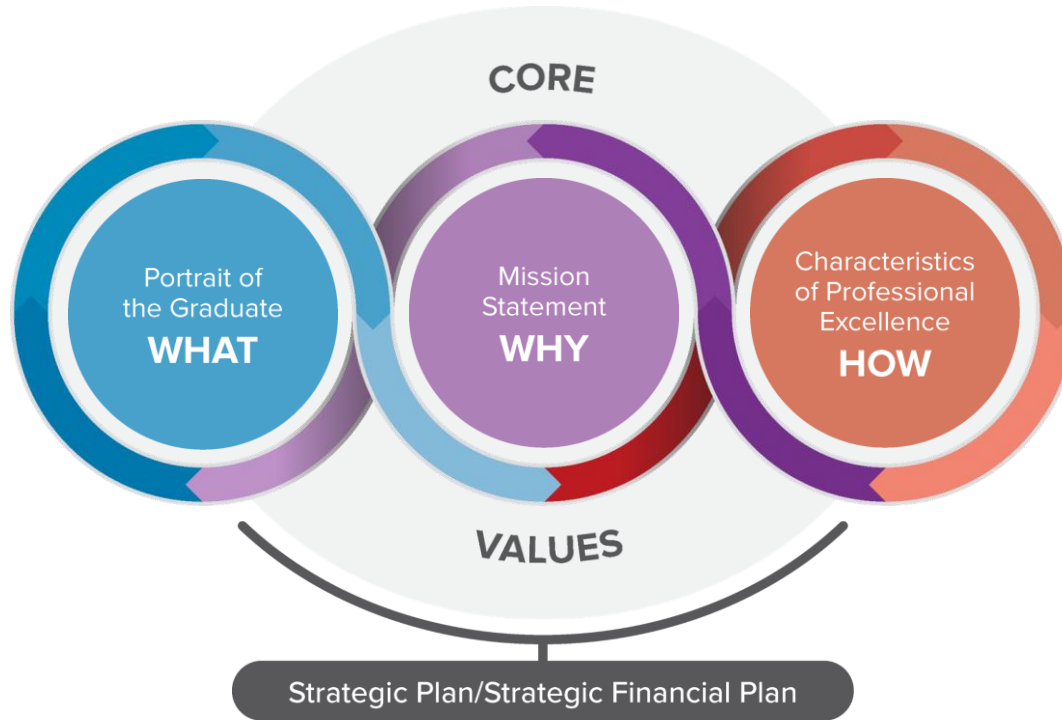 CORE
Portrait of
the Graduate
WHAT
Mission
Statement
WHY
Characteristics
of Professional
Excellence
HOW
VALUES
Strategic Plan/Strategic Financial Plan